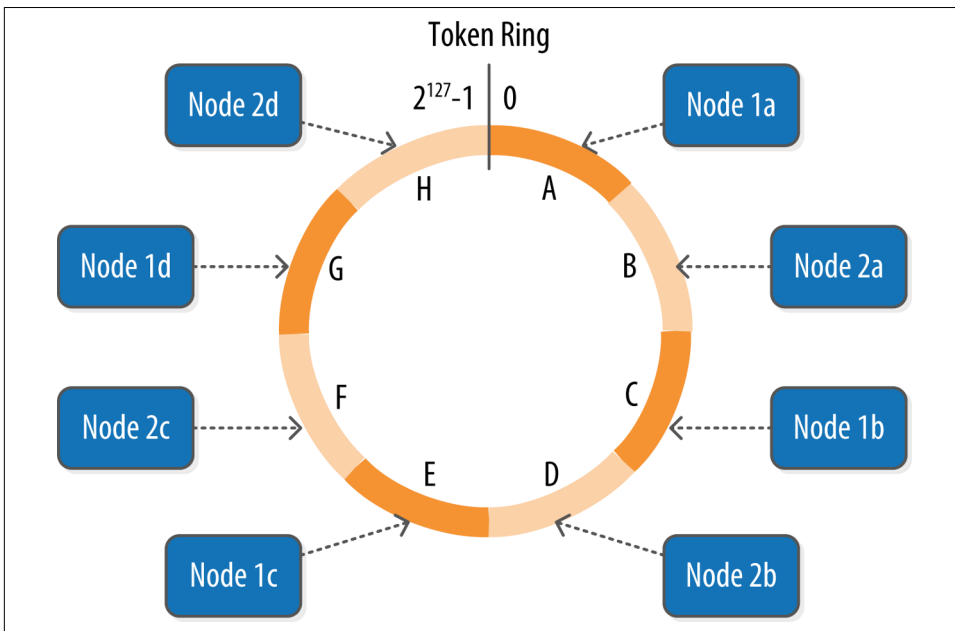 Token Ring
2¹²⁷-1 0
Node 2d
Node 1a
H
A
Node 1d
G
B
Node 2a
Node 2c
F
C
Node 1b
E
D
Node 1c
Node 2b